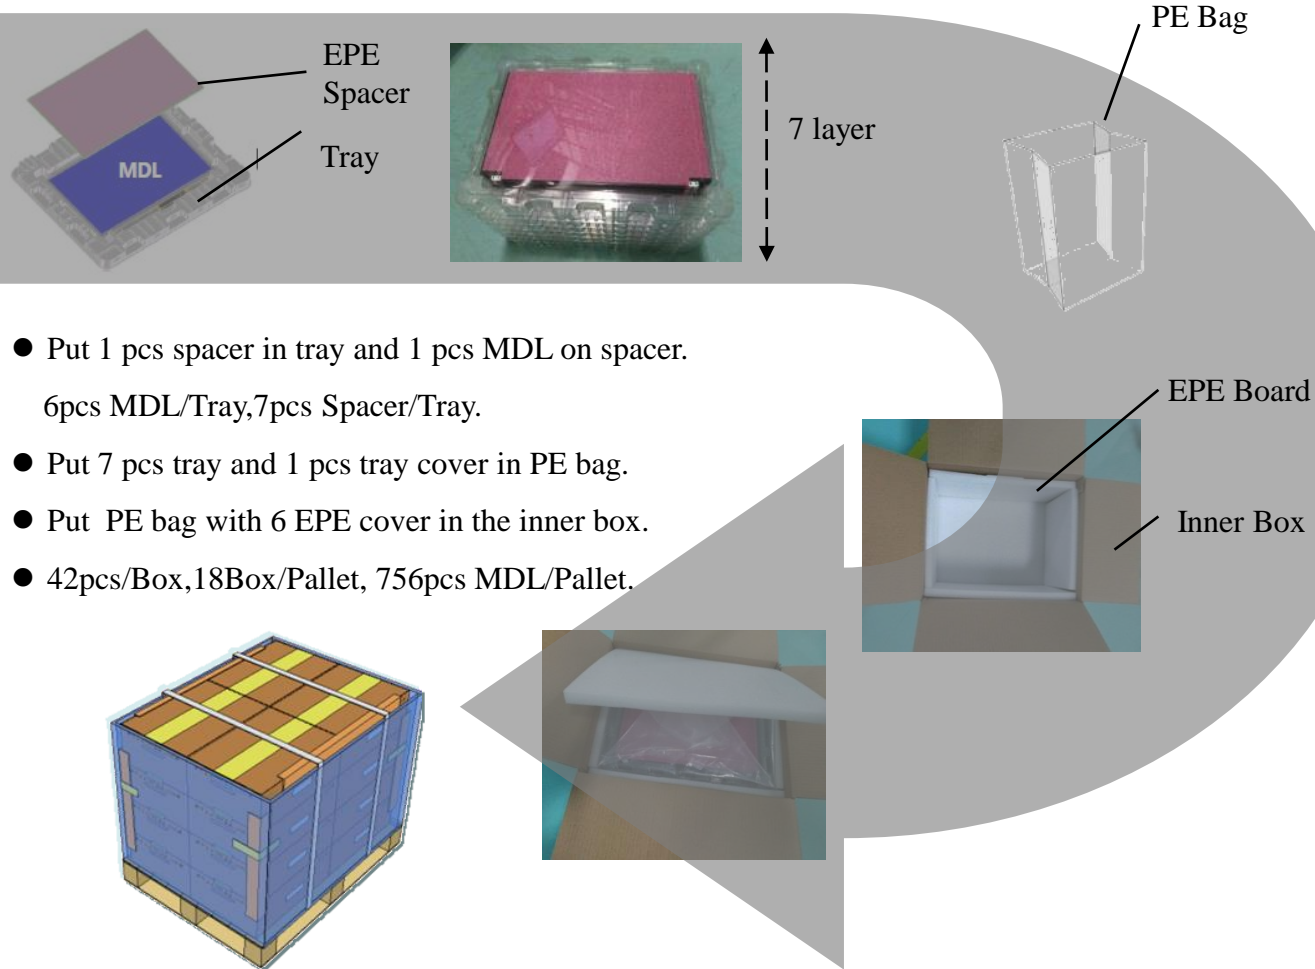 EPE
Spacer
Tray
MDL
7 layer
PE Bag
● Put 1 pcs spacer in tray and 1 pcs MDL on spacer.
6pcs MDL/Tray,7pcs Spacer/Tray.
● Put 7 pcs tray and 1 pcs tray cover in PE bag.
● Put  PE bag with 6 EPE cover in the inner box.
● 42pcs/Box,18Box/Pallet, 756pcs MDL/Pallet.
EPE Board
Inner Box